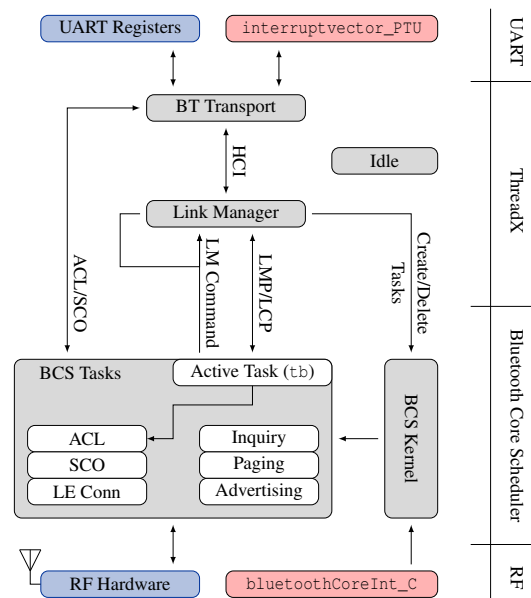 UART Registers
interruptvector_PTU
UART
BT Transport
HCI
Idle
ThreadX
Link Manager
ACL/SCO
LM Command
LMP/LCP
Create/Delete
Tasks
BCS Tasks
Active Task (tb)
ACL
SCO
LE Conn
Inquiry
Paging
Advertising
BCS Kernel
Bluetooth Core Scheduler
RF Hardware
bluetoothCoreInt_C
RF